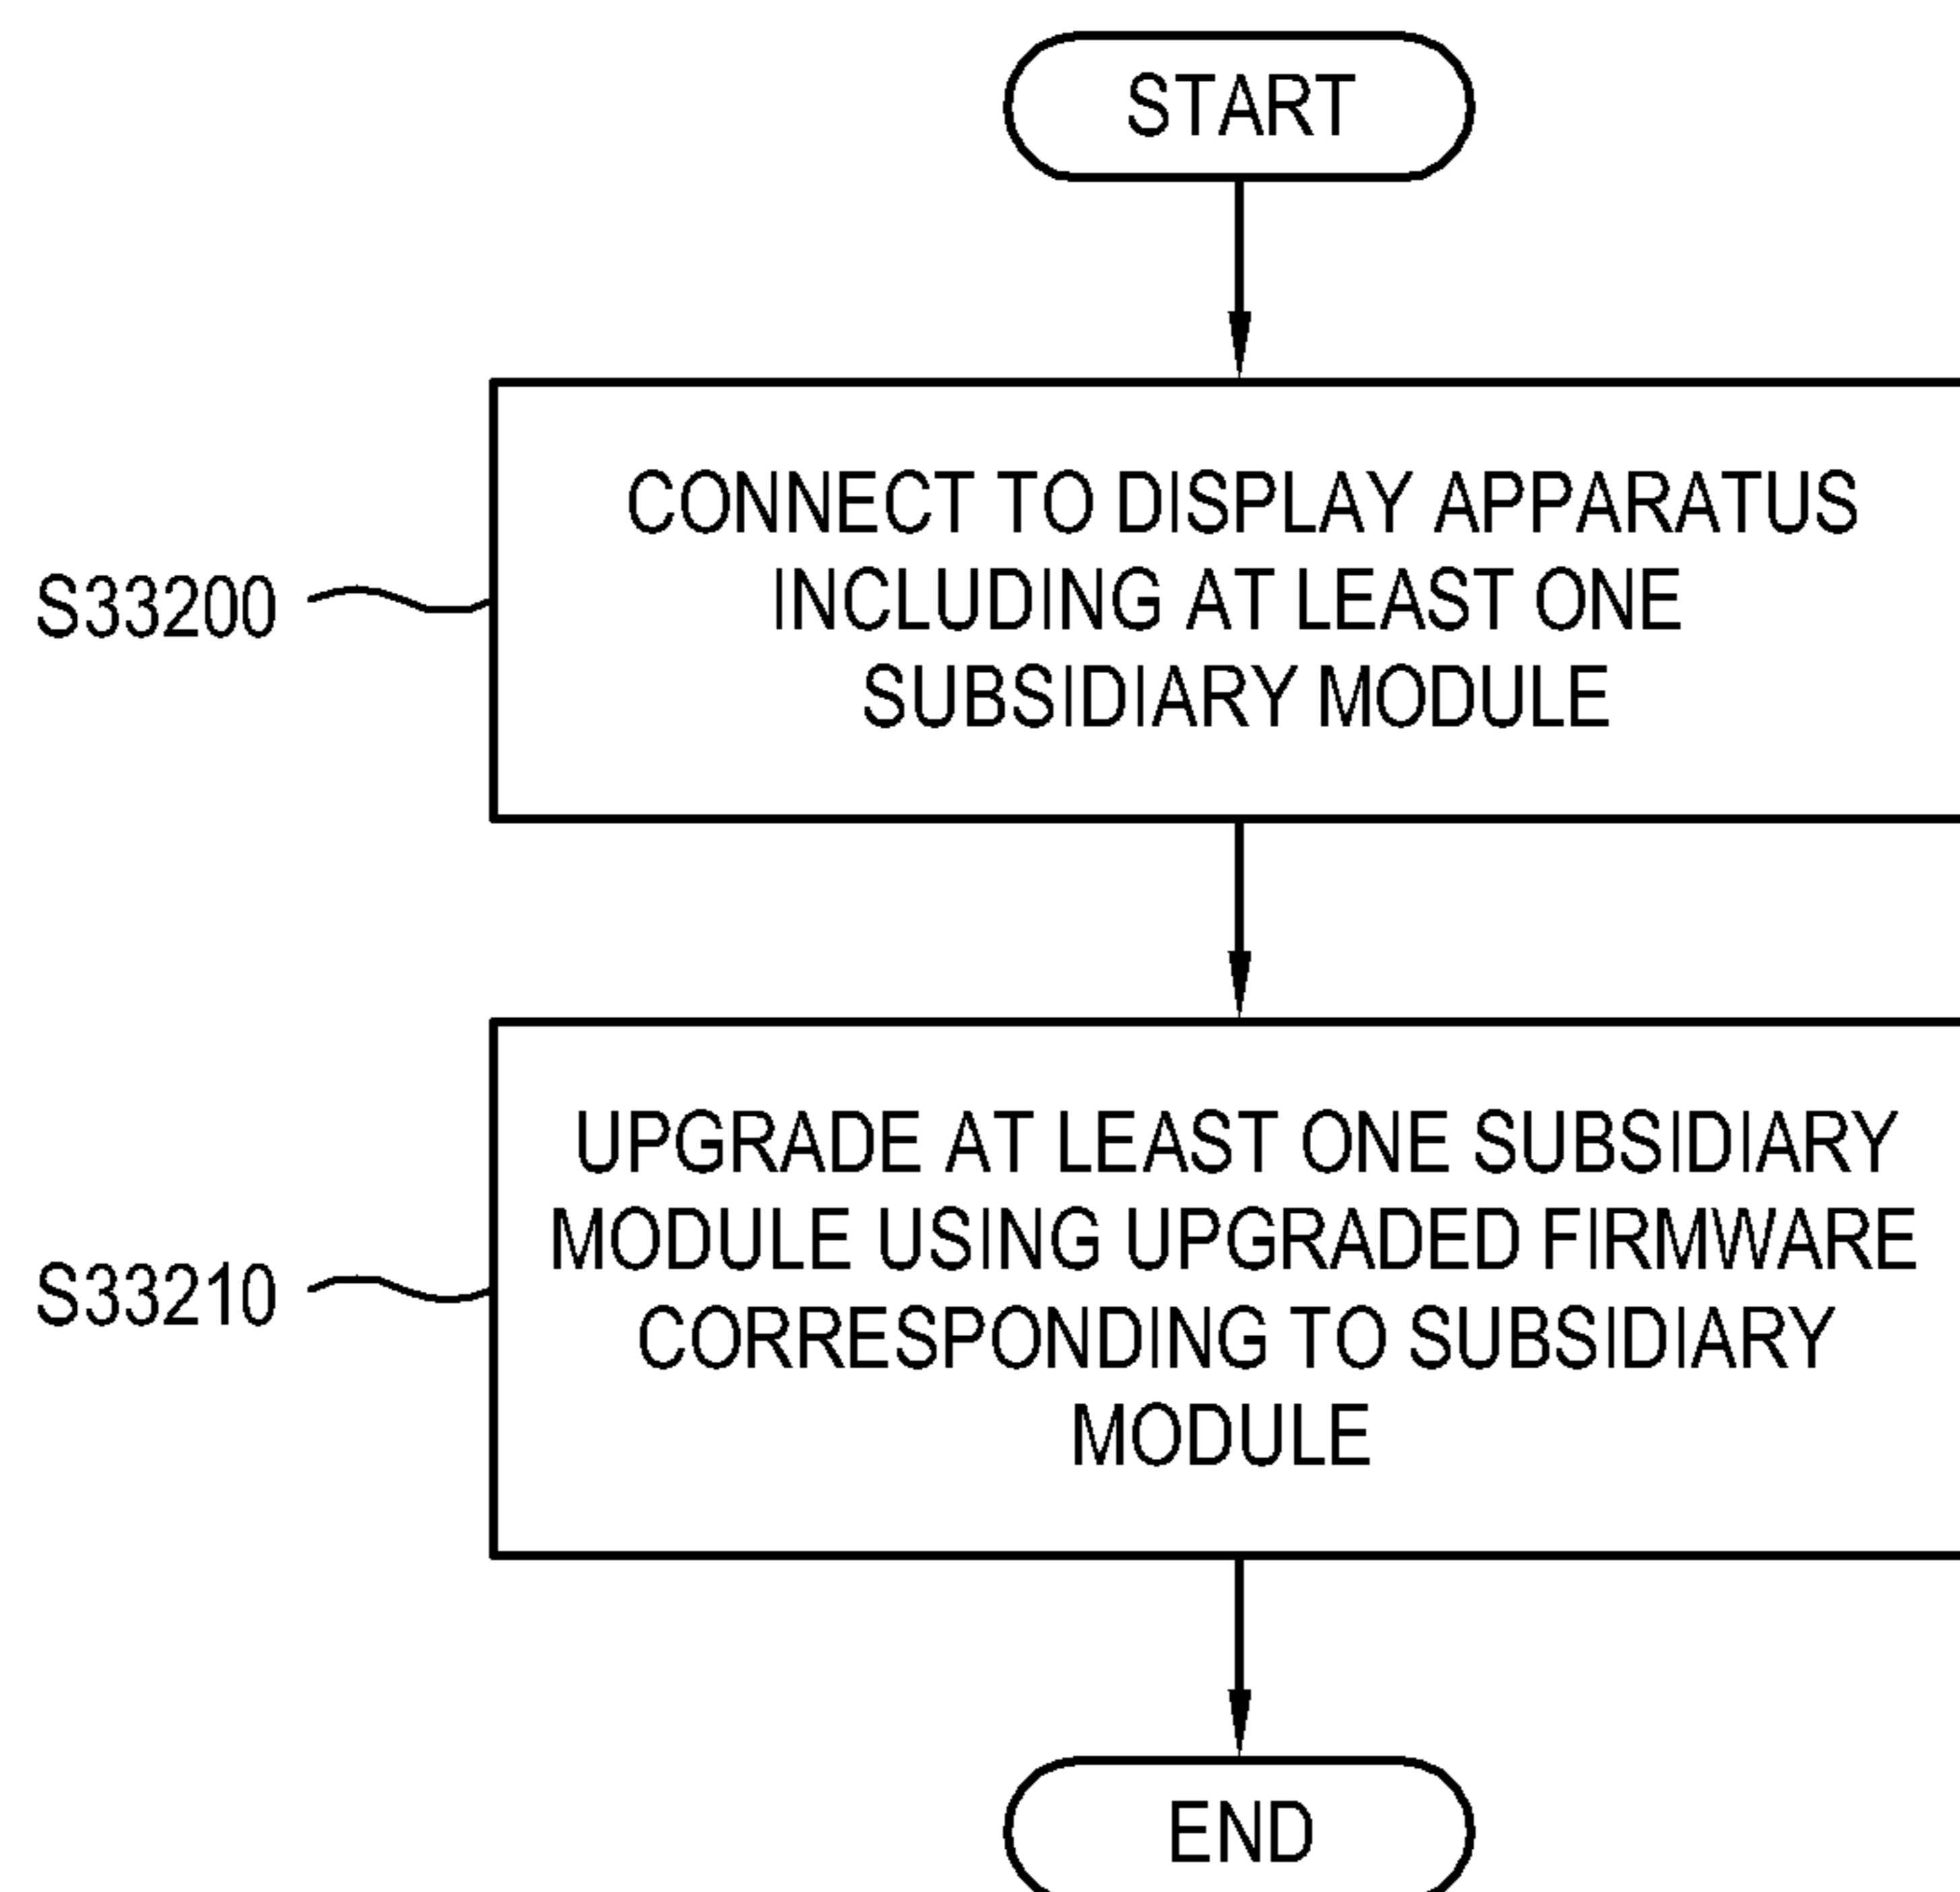 START
S33200
CONNECT TO DISPLAY APPARATUS
INCLUDING AT LEAST ONE
SUBSIDIARY MODULE
S33210
UPGRADE AT LEAST ONE SUBSIDIARY
MODULE USING UPGRADED FIRMWARE
CORRESPONDING TO SUBSIDIARY
MODULE
END